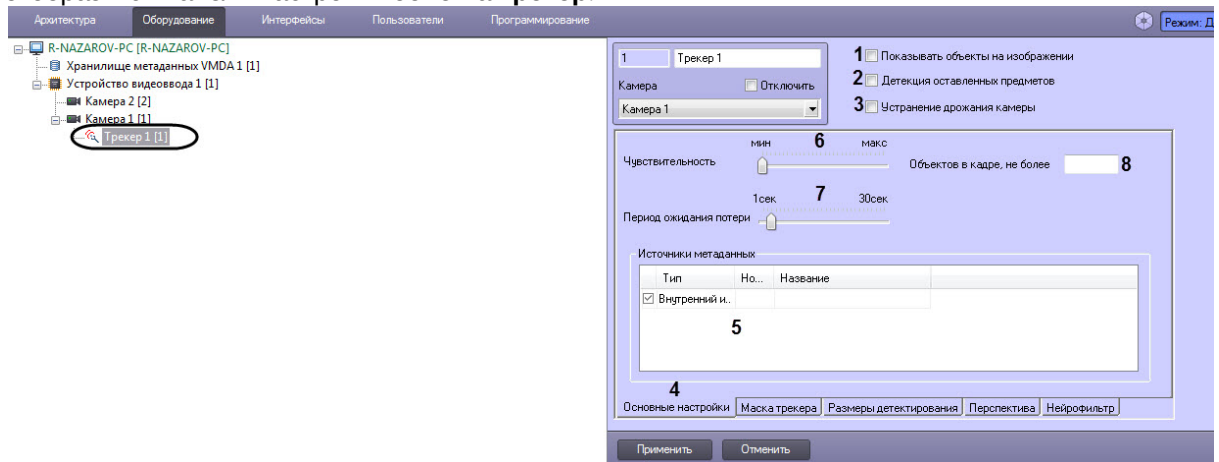 Архитектура Оборудование Интерфейсы Пользователи Программирование Режим: Д
R-NAZAROV-PC [R-NAZAROV-PC]
Хранилище метаданных VMDA 1 [1]
Устройство видеоввода 1 [1]
Камера 2 [2]
Камера 1 [1]
Трекер 1 [1]
1 Трекер 1
Камера Отключить
Камера 1
1 Показывать объекты на изображении
2 Детекция оставленных предметов
3 Устранение дрожания камеры
мин 6 макс
Чувствительность
Объектов в кадре, не более 8
1сек 7 30сек
Период ожидания потери
Источники метаданных
Тип Но... Название
Внутренний и..
5
4
Основные настройки Маска трекера Размеры детектирования Перспектива Нейрофильтр
Применить Отменить